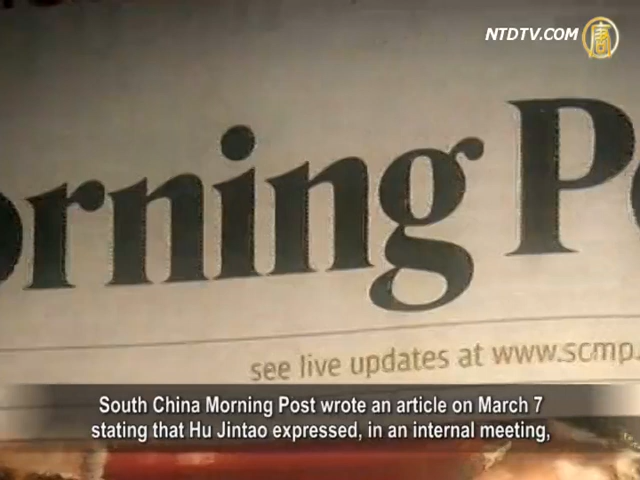 NTDTV.COM
orning Po
see live updates at www.scmp.
South China Morning Post wrote an article on March 7
stating that Hu Jintao expressed, in an internal meeting,